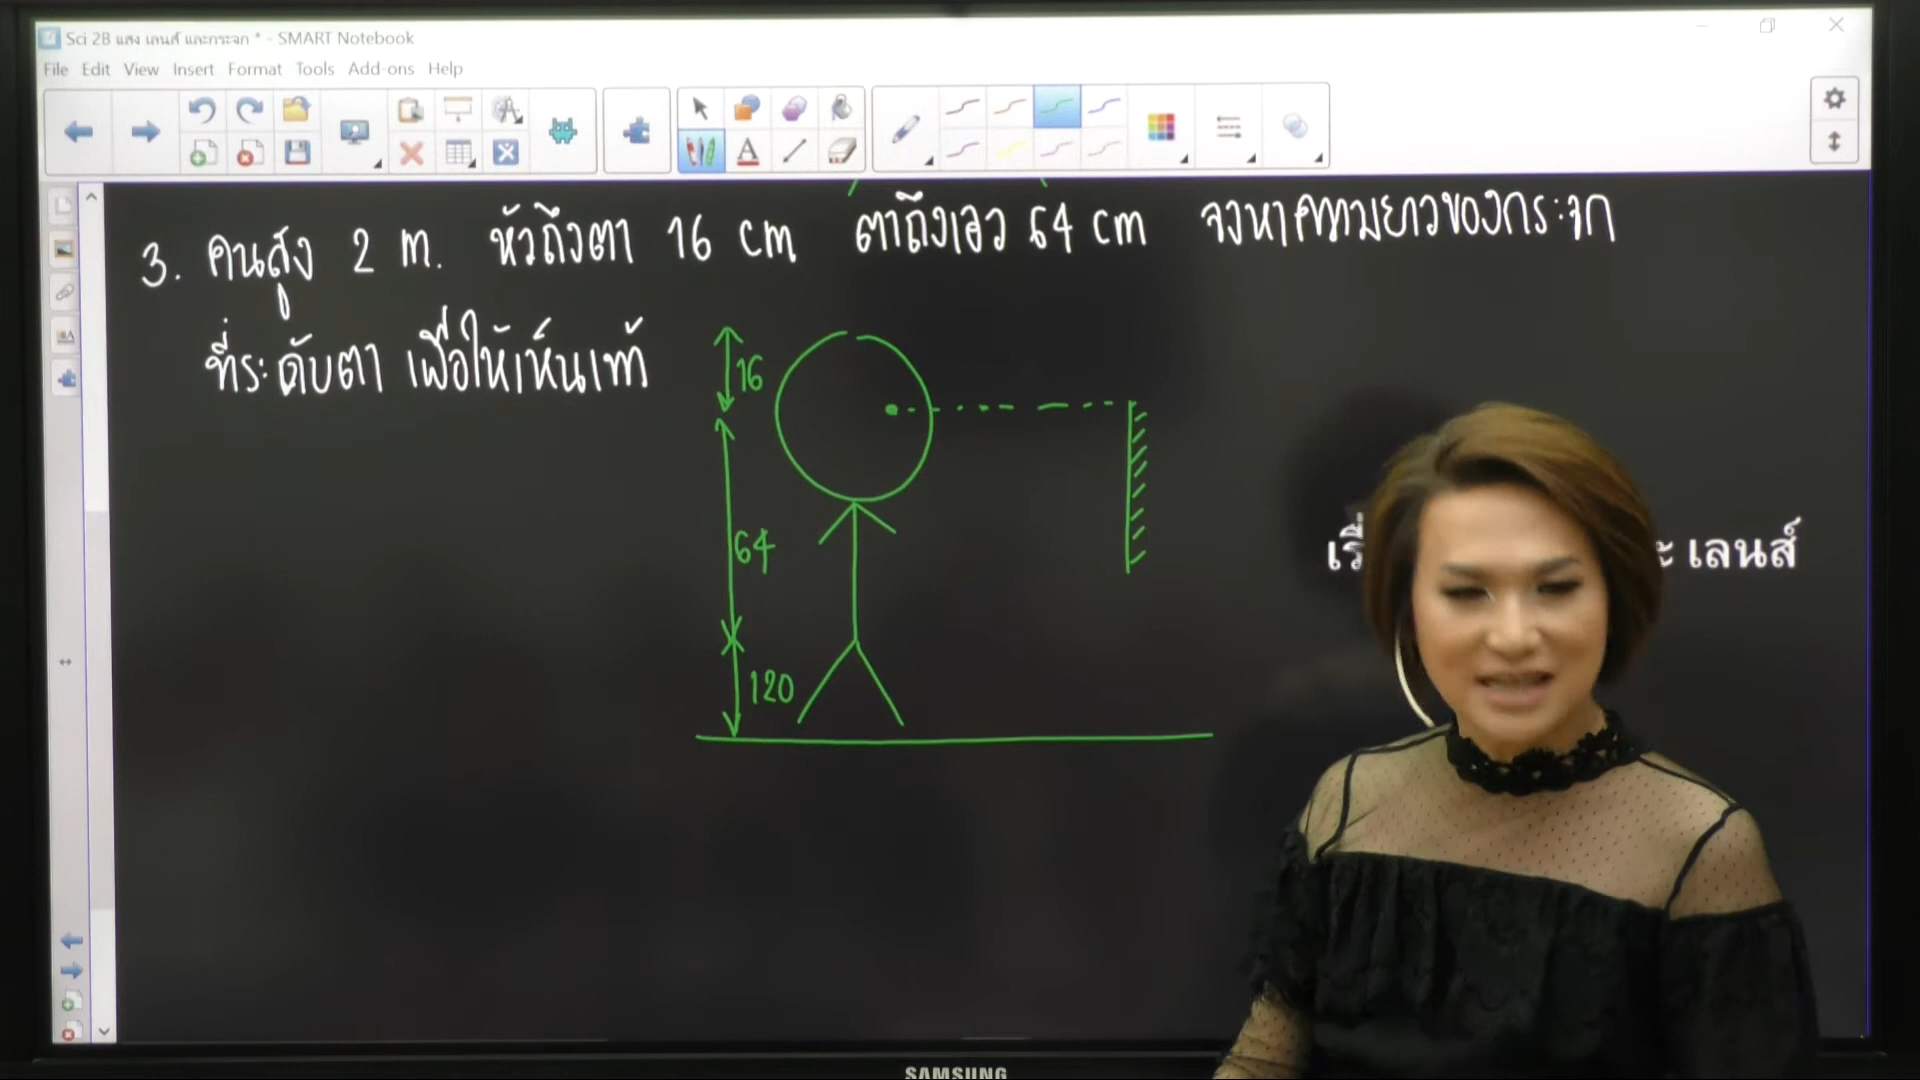 Sci 2B แสง เลนส์ และกระจก * - SMART Notebook
File Edit View Insert Format Tools Add-ons Help
3. คนสูง 2 m. หัวถึงตา 16 cm ตาถึงเอว 64 cm จงหาความยาวของกระจก
ที่ระดับตา เพื่อให้เห็นเท้า
16
64
120
เลนส์
SAMSUNG